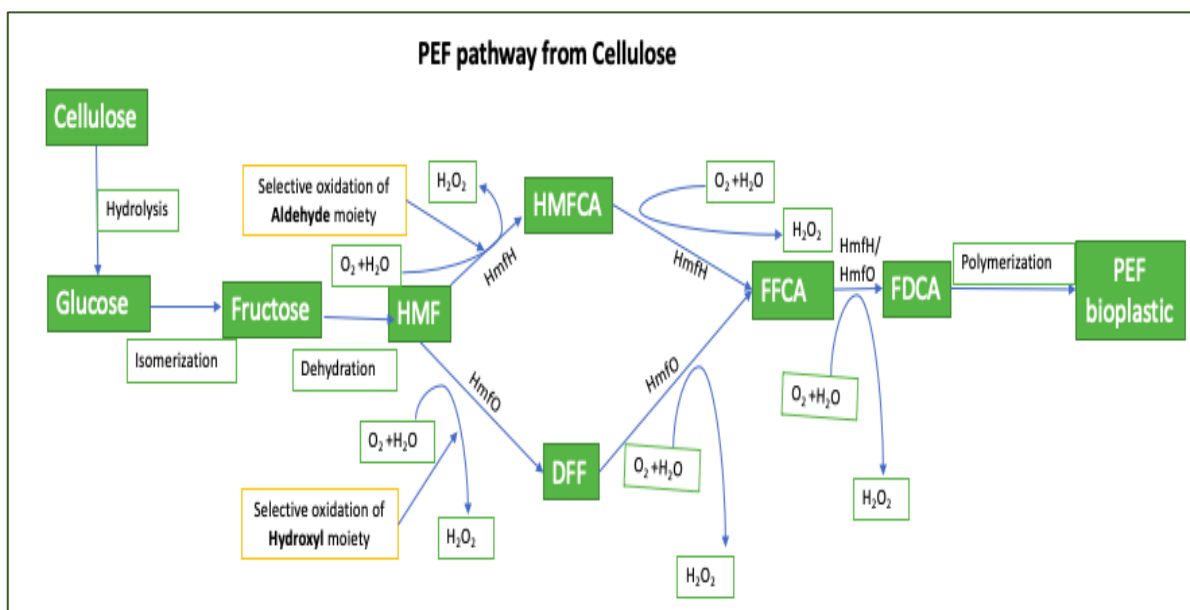 PEF pathway from Cellulose
Cellulose
Hydrolysis
Glucose
Isomerization
Fructose
Dehydration
HMF
Selective oxidation of
Aldehyde moiety
O₂ +H₂O
H₂O₂
HmfH
HMFCA
O₂ +H₂O
H₂O₂
HmfH
HmfO
O₂ +H₂O
Selective oxidation of
Hydroxyl moiety
H₂O₂
DFF
HmfO
O₂ +H₂O
H₂O₂
FFCA
HmfH/
HmfO
O₂ +H₂O
H₂O₂
FDCA
Polymerization
PEF
bioplastic